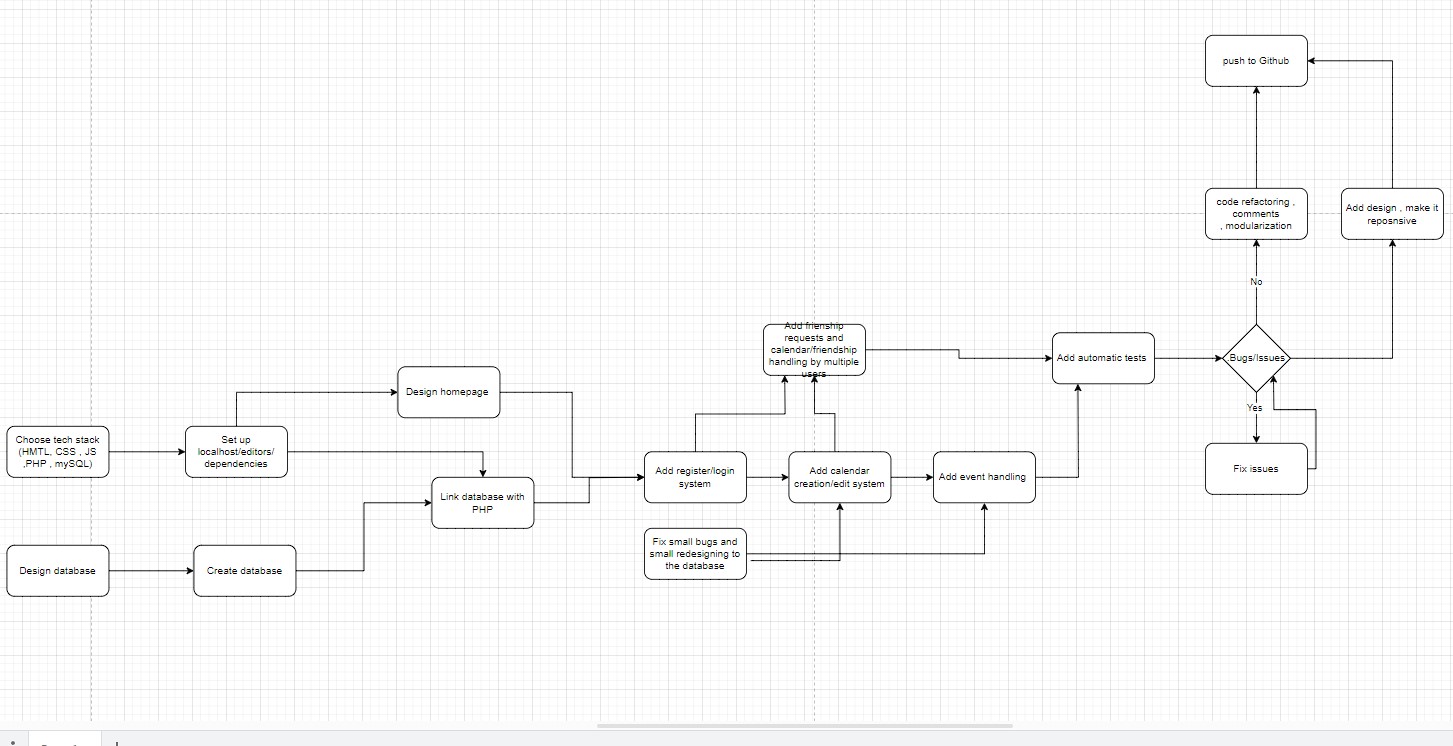 push to Github
code refactoring ,
comments
, modularization
Add design , make it
reposnsive
No
Add frienship
requests and
calendar/friendship
handling by multiple
users
Add automatic tests
Bugs/Issues
Yes
Fix issues
Design homepage
Choose tech stack
(HMTL, CSS , JS
,PHP , mySQL)
Set up
localhost/editors/
dependencies
Link database with
PHP
Add register/login
system
Add calendar
creation/edit system
Add event handling
Fix small bugs and
small redesigning to
the database
Design database
Create database